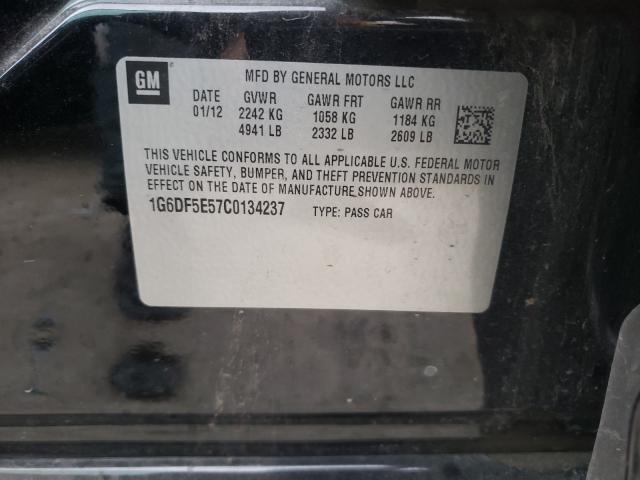 GM
MFD BY GENERAL MOTORS LLC
DATE GVWR GAWR FRT GAWR RR
01/12 2242 KG 1058 KG 1184 KG
4941 LB 2332 LB 2609 LB
THIS VEHICLE CONFORMS TO ALL APPLICABLE U.S. FEDERAL MOTOR
VEHICLE SAFETY, BUMPER, AND THEFT PREVENTION STANDARDS IN
EFFECT ON THE DATE OF MANUFACTURE SHOWN ABOVE.
1G6DF5E57C0134237 TYPE: PASS CAR